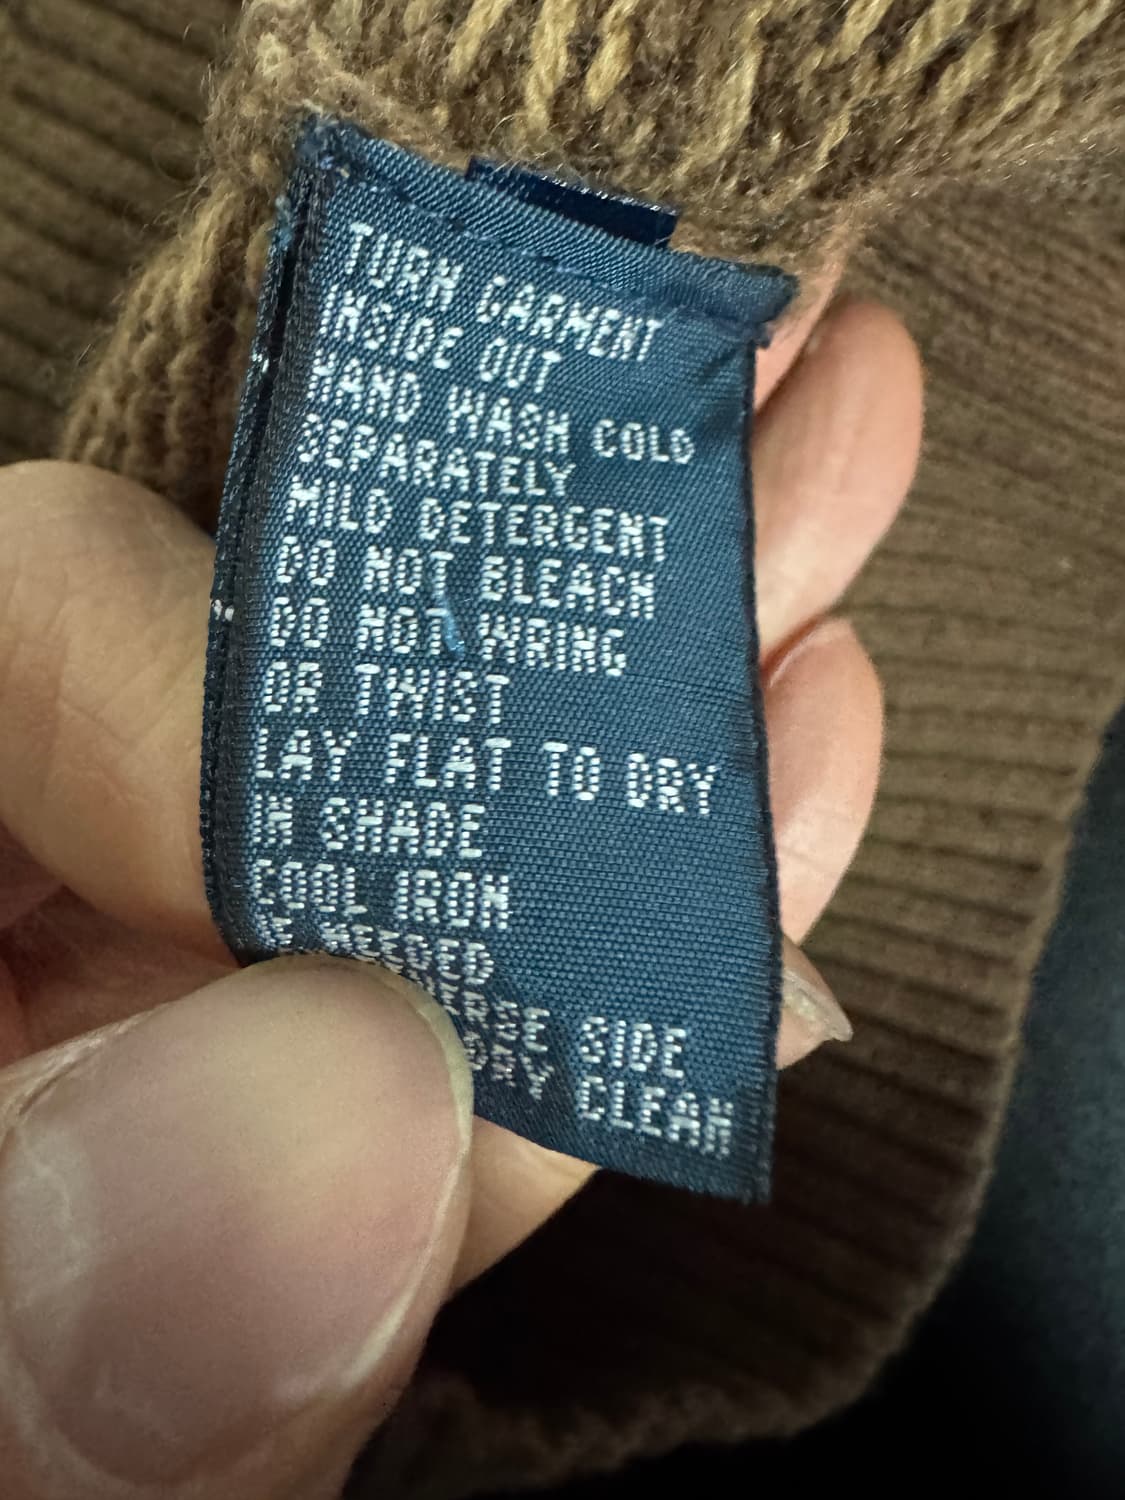 TURN GARMENT
INSIDE OUT
HAND WASH COLD
SEPARATELY
MILD DETERGENT
DO NOT BLEACH
DO NOT WRING
OR TWIST
LAY FLAT TO DRY
IN SHADE
COOL IRON
NEEDED
SIDE
DRY CLEAN